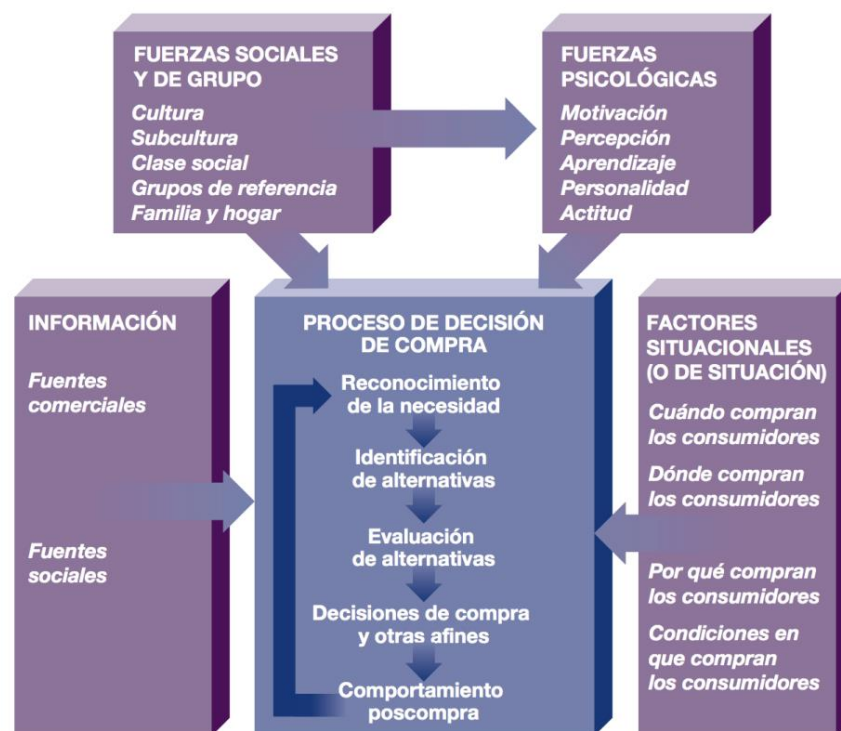 FUERZAS SOCIALES
Y DE GRUPO
Cultura
Subcultura
Clase social
Grupos de referencia
Familia y hogar
FUERZAS
PSICOLÓGICAS
Motivación
Percepción
Aprendizaje
Personalidad
Actitud
INFORMACIÓN
Fuentes
comerciales
Fuentes
sociales
PROCESO DE DECISIÓN
DE COMPRA
Reconocimiento
de la necesidad
Identificación
de alternativas
Evaluación
de alternativas
Decisiones de compra
y otras afines
Comportamiento
poscompra
FACTORES
SITUACIONALES
(O DE SITUACIÓN)
Cuándo compran
los consumidores
Dónde compran
los consumidores
Por qué compran
los consumidores
Condiciones en
que compran
los consumidores